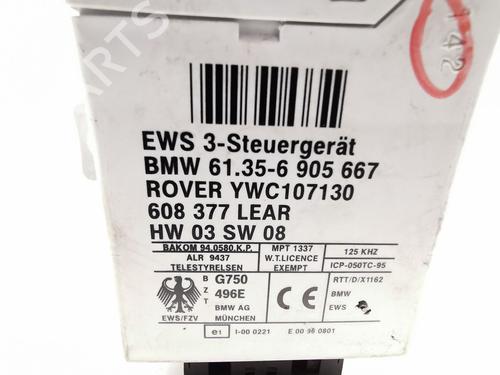 142
EWS 3-Steuergerät
BMW 61.35-6 905 667
ROVER YWC107130
608 377 LEAR
HW 03 SW 08
BAKOM 94.0580.K.P. MPT 1337 125 KHZ
ALR 9437 W.T.LICENCE ICP-050TC-95
TELESTYRELSEN EXEMPT
B Z T G750 CE RTT/D/X1162
496E BMW
BMW AG EWS
EWS/FZV MÜNCHEN
e1 I-00 0221 E 00 96 0801